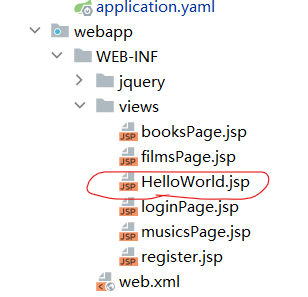 application.yaml
webapp
WEB-INF
jquery
views
JSP booksPage.jsp
JSP filmsPage.jsp
JSP HelloWorld.jsp
JSP loginPage.jsp
JSP musicsPage.jsp
JSP register.jsp
web.xml